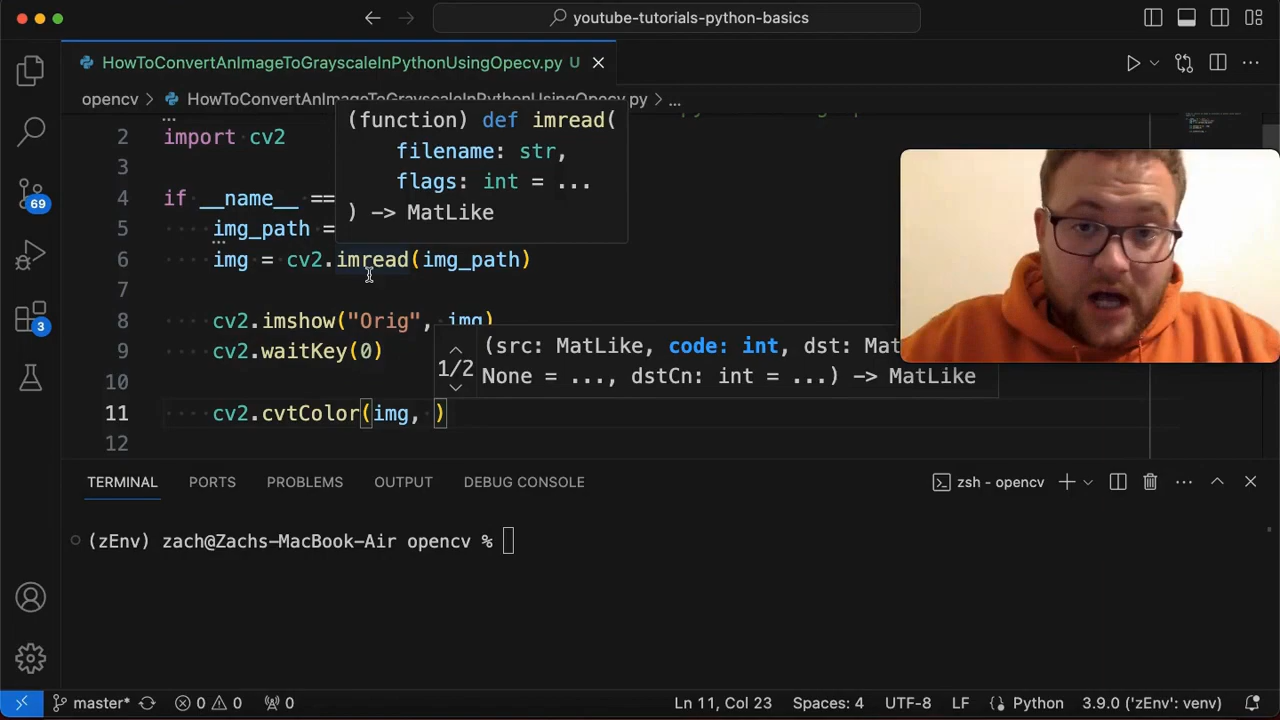 youtube-tutorials-python-basics
HowToConvertAnImageToGrayscaleInPythonUsingOpecv.py U
opencv > HowToConvertAnImageToGrayscaleInPythonUsingOpecv.py > ...
(function) def imread(
filename: str,
flags: int = ...
) -> MatLike
2 import cv2
3
4 if __name__ ==
5 img_path =
6 img = cv2.imread(img_path)
7
8 cv2.imshow("Orig", img)
9 cv2.waitKey(0)
1/2
(src: MatLike, code: int, dst: Mat
None = ..., dstCn: int = ...) -> MatLike
10
11 cv2.cvtColor(img, )
12
69
3
TERMINAL PORTS PROBLEMS OUTPUT DEBUG CONSOLE zsh - opencv
(zEnv) zach@Zachs-MacBook-Air opencv %
master* 0 0 0 Ln 11, Col 23 Spaces: 4 UTF-8 LF Python 3.9.0 ('zEnv': venv)